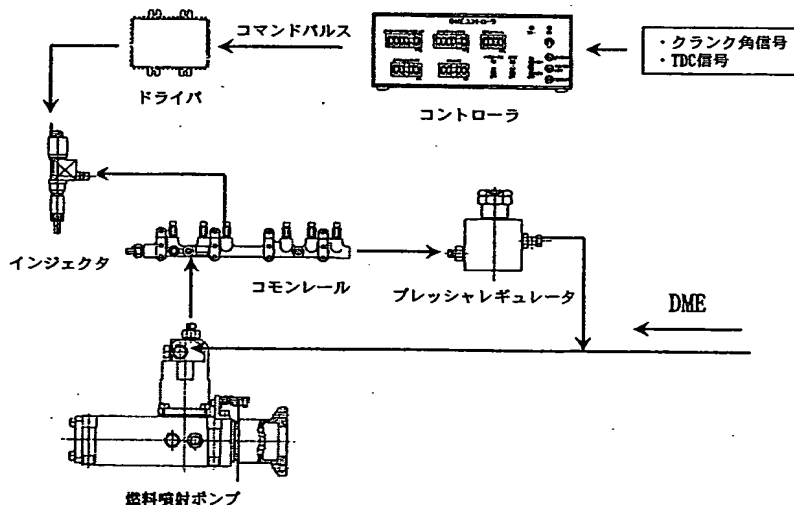 コマンドパルス
・クランク角信号
・TDC信号
ドライバ
コントローラ
インジェクタ
コモンレール
プレッシャレギュレータ
DME
燃料噴射ポンプ